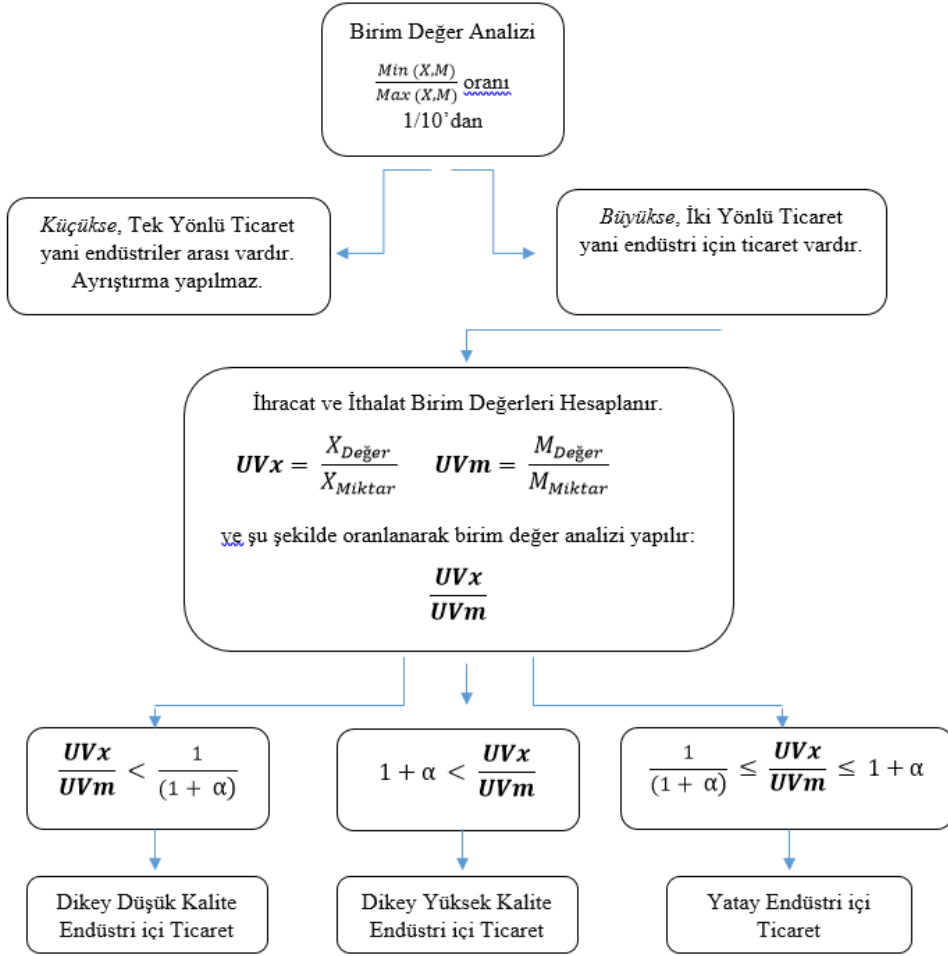 Birim Değer Analizi
Min (X,M) / Max (X,M) oranı
1/10’dan
Küçükse, Tek Yönlü Ticaret
yani endüstriler arası vardır.
Ayrıştırma yapılmaz.
Büyükse, İki Yönlü Ticaret
yani endüstri için ticaret vardır.
İhracat ve İthalat Birim Değerleri Hesaplanır.
UVx = X_Değer / X_Miktar UVm = M_Değer / M_Miktar
ve şu şekilde oranlanarak birim değer analizi yapılır:
UVx / UVm
UVx / UVm < 1 / (1 + α)
1 + α < UVx / UVm
1 / (1 + α) ≤ UVx / UVm ≤ 1 + α
Dikey Düşük Kalite
Endüstri içi Ticaret
Dikey Yüksek Kalite
Endüstri içi Ticaret
Yatay Endüstri içi
Ticaret